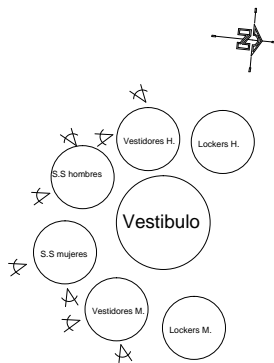 N
Vestidores H.
Lockers H.
S.S hombres
Vestibulo
S.S mujeres
Vestidores M.
Lockers M.